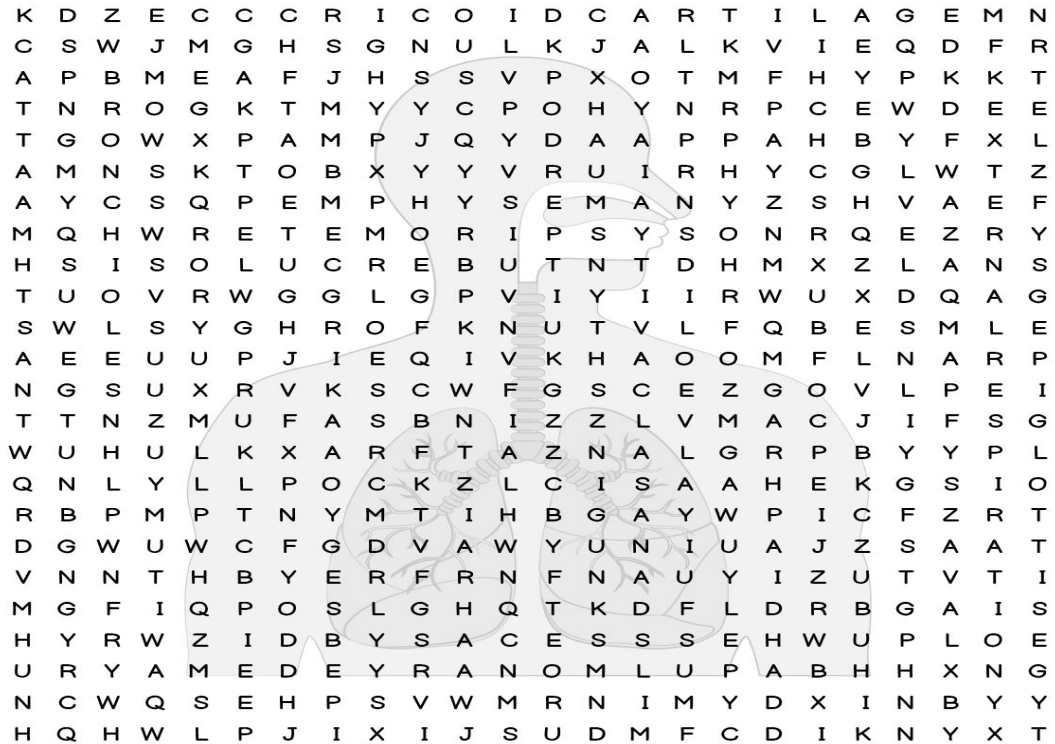 K D Z E C C C R I C O I D C A R T I L A G E M N
C S W J M G H S G N U L K J A L K V I E Q D F R
A P B M E A F J H S S V P X O T M F H Y P K K T
T N R O G K T M Y Y C P O H Y N R P C E W D E E
T G O W X P A M P J Q Y D A A P P A H B Y F X L
A M N S K T O B X Y Y V R U I R H Y C G L W T Z
A Y C S Q P E M P H Y S E M A N Y Z S H V A E F
M Q H W R E T E M O R I P S Y S O N R Q E Z R Y
H S I S O L U C R E B U T N T D H M X Z L A N S
T U O V R W G G L G P V I Y I I R W U X D Q A G
S W L S Y G H R O F K N U T V L F Q B E S M L E
A E E U U P J I E Q I V K H A O O M F L N A R P
N G S U X R V K S C W F G S C E Z G O V L P E I
T T N Z M U F A S B N I Z Z L V M A C J I F S G
W U H U L K X A R F T A Z N A L G R P B Y Y P L
Q N L Y L L P O C K Z L C I S A A H E K G S I O
R B P M P T N Y M T I H B G A Y W P I C F Z R T
D G W U W C F G D V A W Y U N I U A J Z S A A T
V N N T H B Y E R F R N F N A U Y I Z U T V T I
M G F I Q P O S L G H Q T K D F L D R B G A I S
H Y R W Z I D B Y S A C E S S S E H W U P L O E
U R Y A M E D E Y R A N O M L U P A B H H X N G
N C W Q S E H P S V W M R N I M Y D X I N B Y Y
H Q H W L P J I X I J S U D M F C D I K N Y X T